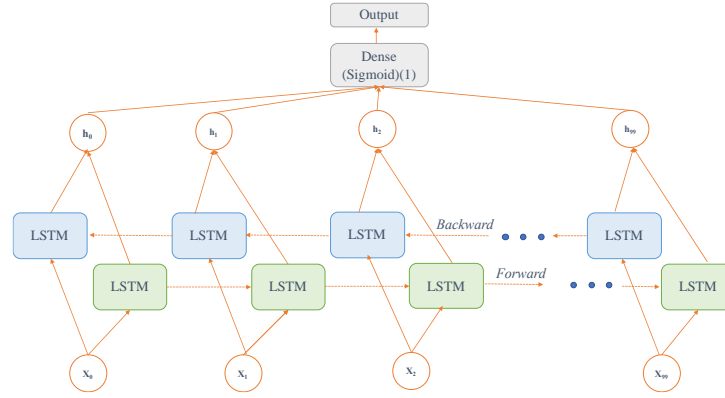 Output
Dense
(Sigmoid)(1)
h₀
h₁
h₂
h₉₉
LSTM
LSTM
LSTM
Backward
LSTM
LSTM
LSTM
LSTM
Forward
LSTM
X₀
X₁
X₂
X₉₉